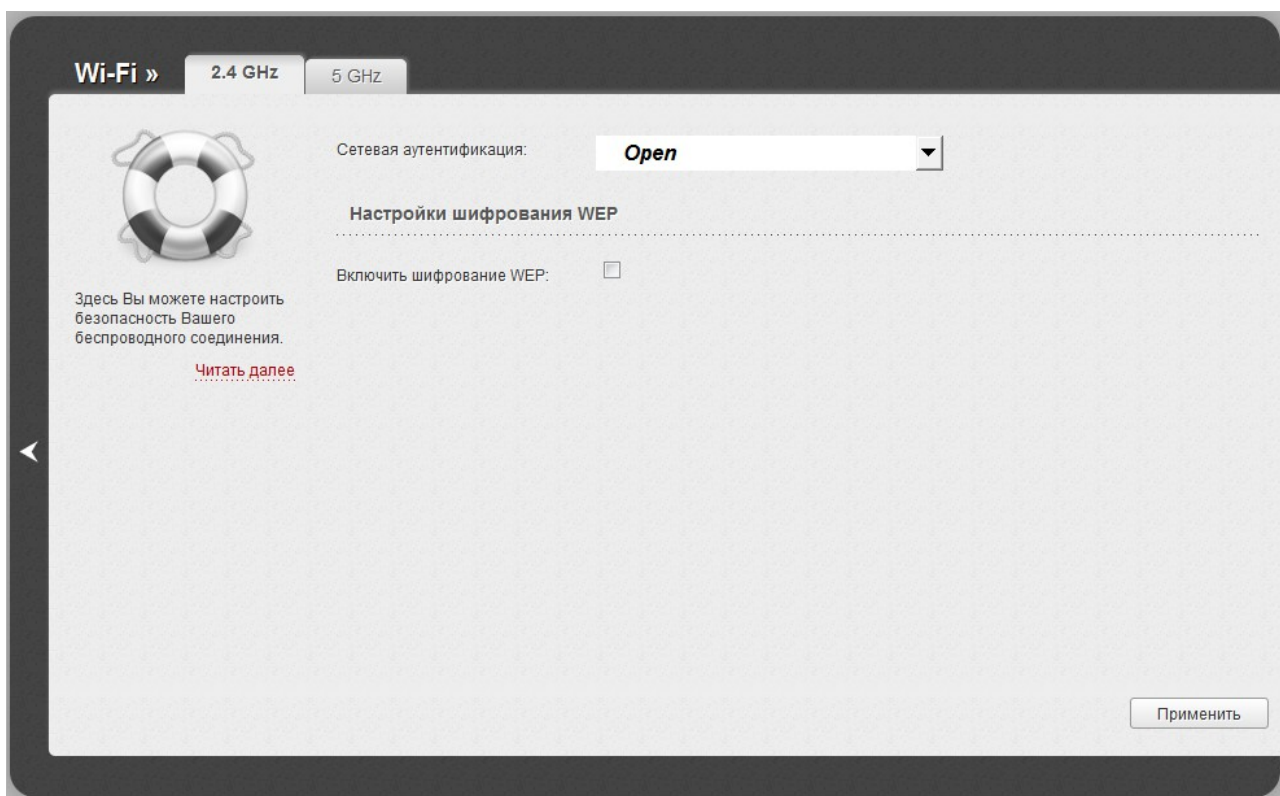 Wi-Fi »
2.4 GHz
5 GHz
Сетевая аутентификация:
Open
Настройки шифрования WEP
Включить шифрование WEP:
Здесь Вы можете настроить
безопасность Вашего
беспроводного соединения.
Читать далее
Применить